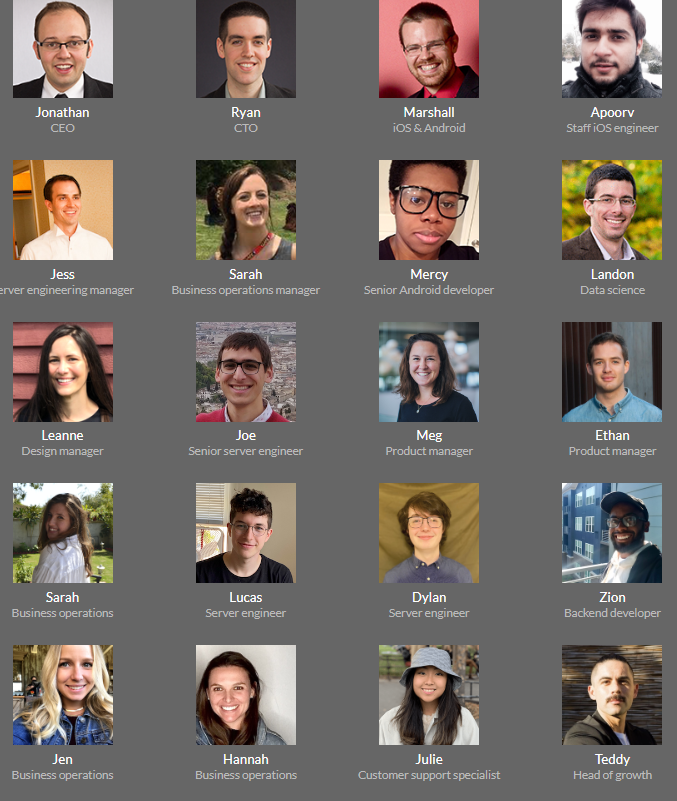 Jonathan
CEO
Ryan
CTO
Marshall
iOS & Android
Apoorv
Staff iOS engineer
Jess
erver engineering manager
Sarah
Business operations manager
Mercy
Senior Android developer
Landon
Data science
Leanne
Design manager
Joe
Senior server engineer
Meg
Product manager
Ethan
Product manager
Sarah
Business operations
Lucas
Server engineer
Dylan
Server engineer
Zion
Backend developer
Jen
Business operations
Hannah
Business operations
Julie
Customer support specialist
Teddy
Head of growth